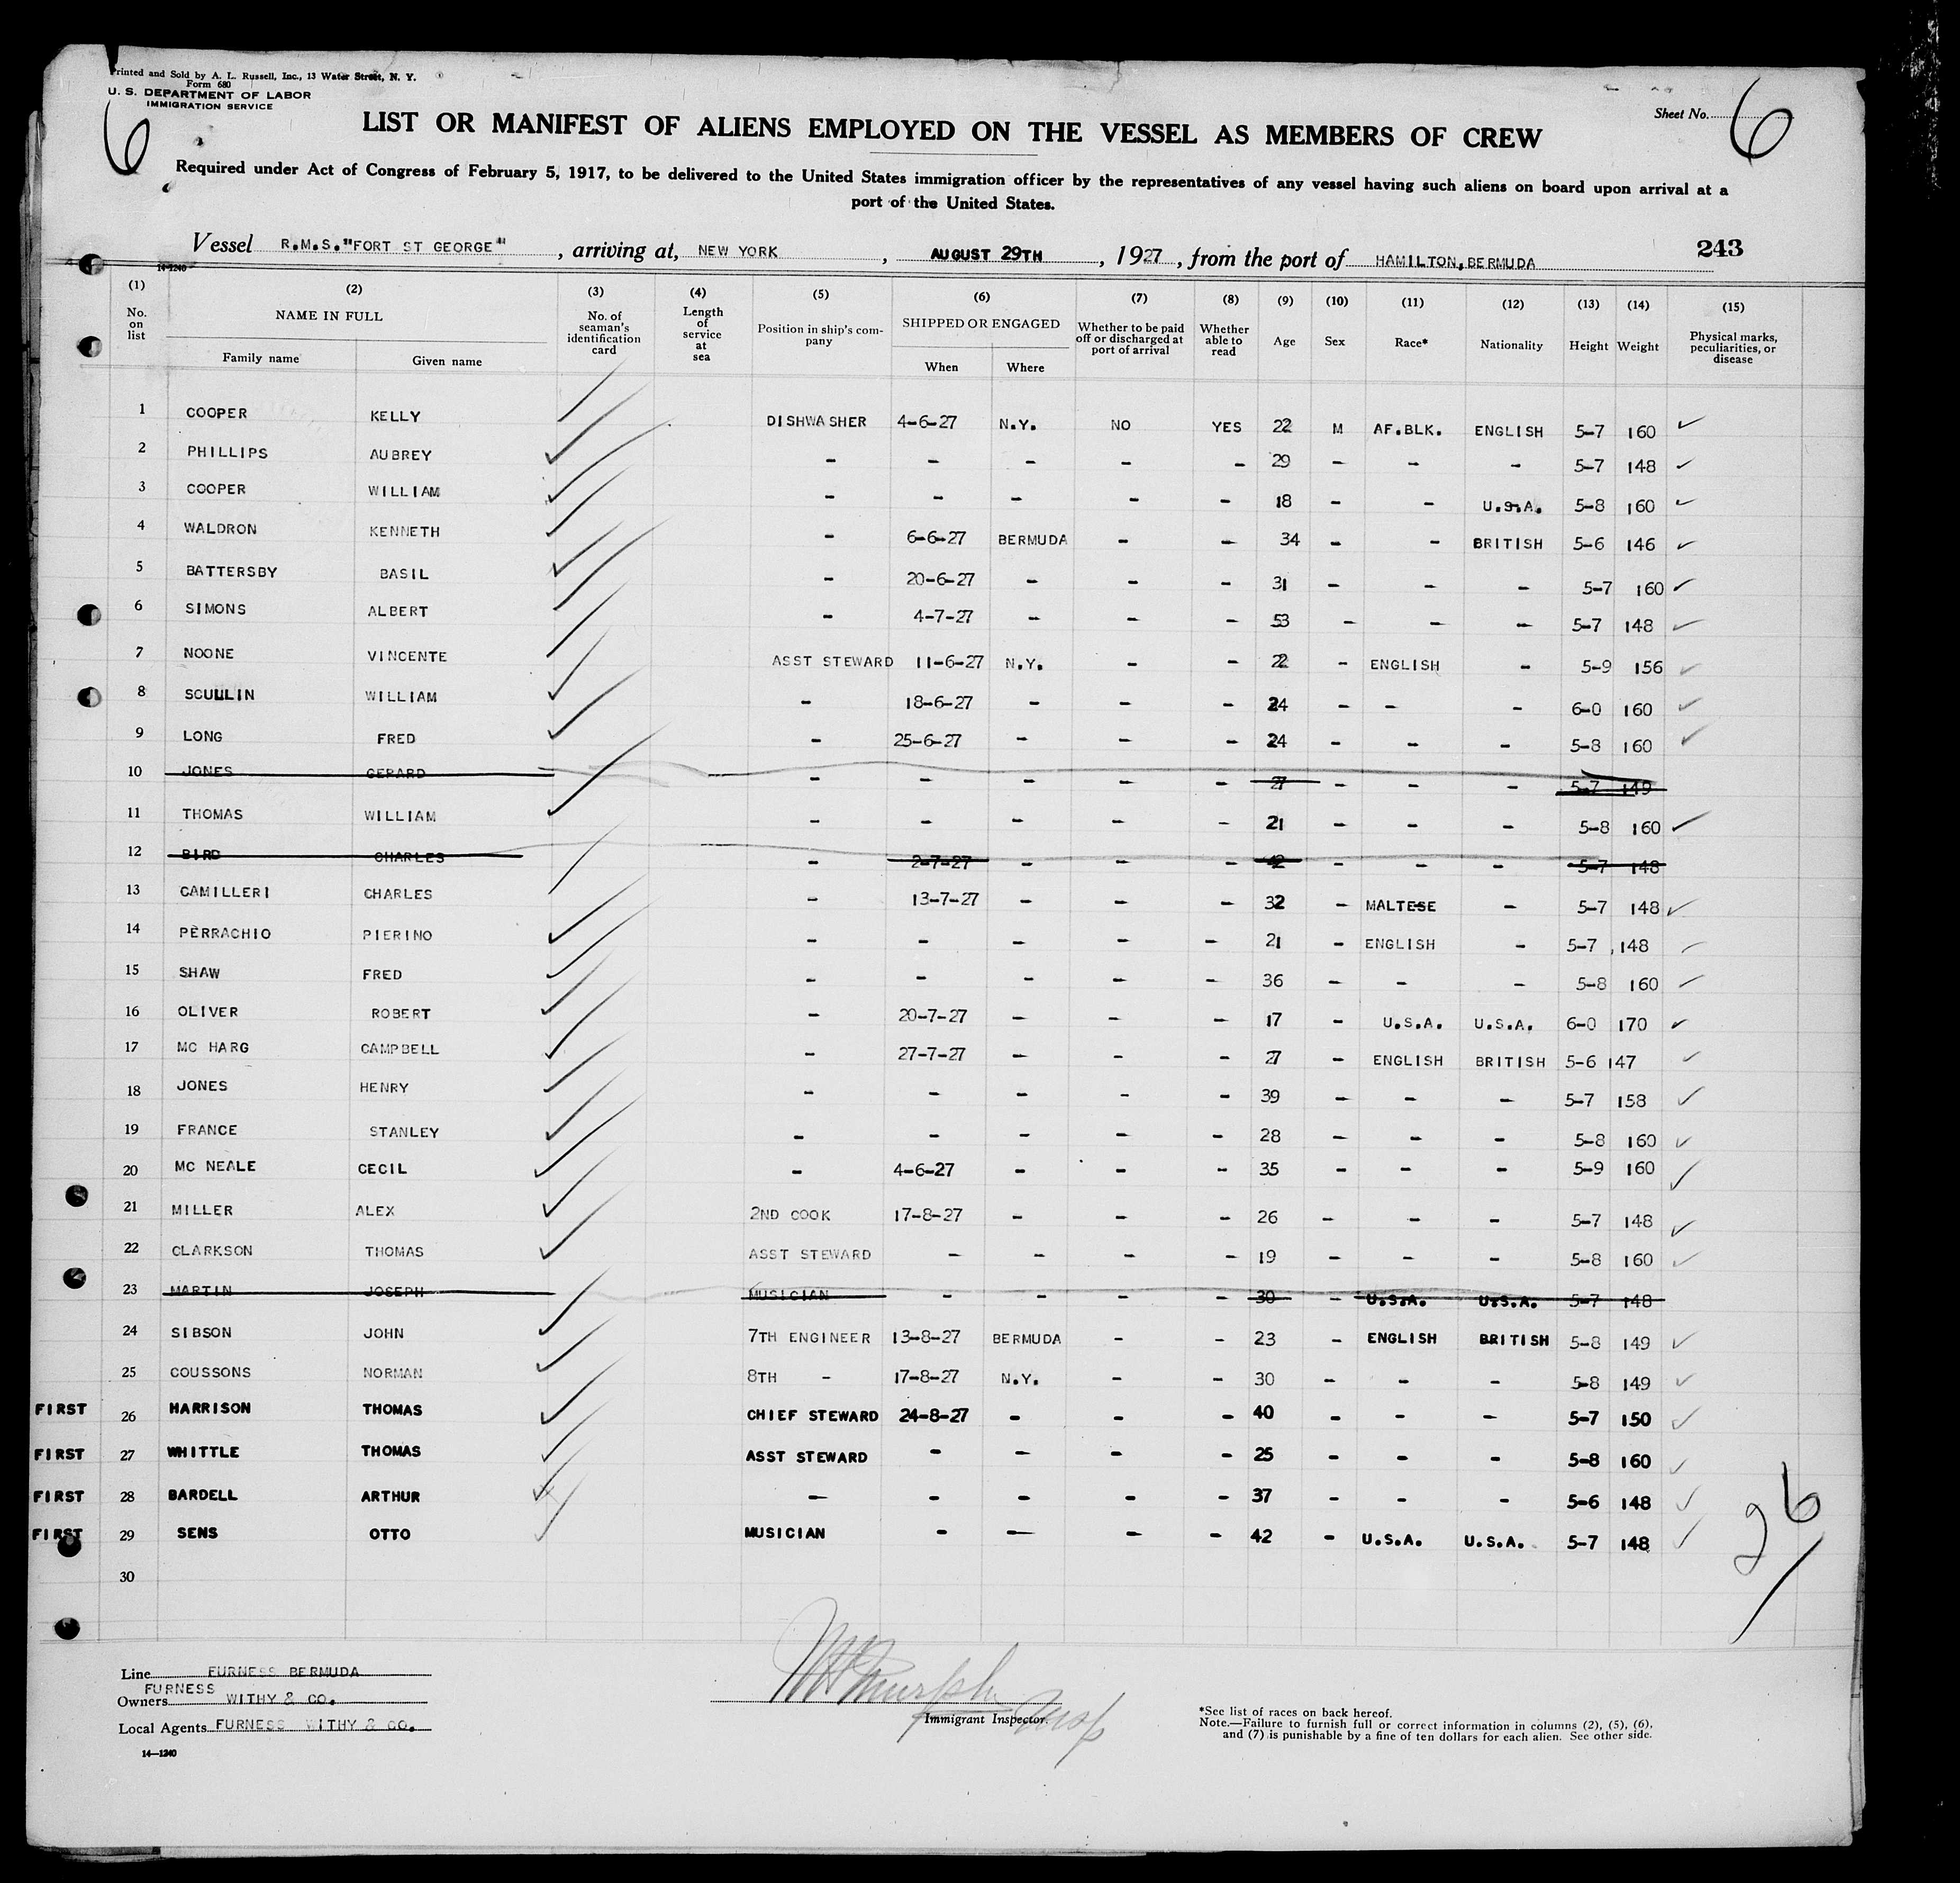 Printed and Sold by A. L. Russell, Inc., 13 Water Street, N. Y.
Form 680
U. S. DEPARTMENT OF LABOR
IMMIGRATION SERVICE
6
Sheet No. 6
LIST OR MANIFEST OF ALIENS EMPLOYED ON THE VESSEL AS MEMBERS OF CREW
Required under Act of Congress of February 5, 1917, to be delivered to the United States immigration officer by the representatives of any vessel having such aliens on board upon arrival at a
port of the United States.
Vessel R.M.S."FORT ST GEORGE" , arriving at, NEW YORK , AUGUST 29TH , 1927 , from the port of HAMILTON,BERMUDA 243
14-1240
(1) (2) (3) (4) (5) (6) (7) (8) (9) (10) (11) (12) (13) (14) (15)
No. on list NAME IN FULL Family name Given name No. of seaman's identification card Length of service at sea Position in ship's company SHIPPED OR ENGAGED When Where Whether to be paid off or discharged at port of arrival Whether able to read Age Sex Race* Nationality Height Weight Physical marks, peculiarities, or disease
1 COOPER KELLY DISHWASHER 4-6-27 N.Y. NO YES 22 M AF.BLK. ENGLISH 5-7 160 ✓
2 PHILLIPS AUBREY - - - - - 29 - - - 5-7 148 ✓
3 COOPER WILLIAM - - - - - 18 - - U.S.A. 5-8 160 ✓
4 WALDRON KENNETH - 6-6-27 BERMUDA - - 34 - - BRITISH 5-6 146 ✓
5 BATTERSBY BASIL - 20-6-27 - - - 31 - - - 5-7 160 ✓
6 SIMONS ALBERT - 4-7-27 - - - 53 - - - 5-7 148 ✓
7 NOONE VINCENTE ASST STEWARD 11-6-27 N.Y. - - 22 - ENGLISH - 5-9 156 ✓
8 SCULLIN WILLIAM - 18-6-27 - - - 24 - - - 6-0 160 ✓
9 LONG FRED - 25-6-27 - - - 24 - - - 5-8 160 ✓
10 JONES GERARD - - - - - 27 - - - 5-7 149
11 THOMAS WILLIAM - - - - - 21 - - - 5-8 160 ✓
12 BIRD CHARLES - 2-7-27 - - - 42 - - - 5-7 148
13 CAMILLERI CHARLES - 13-7-27 - - - 32 - MALTESE - 5-7 148 ✓
14 PERRACHIO PIERINO - - - - - 21 - ENGLISH - 5-7 148 ✓
15 SHAW FRED - - - - - 36 - - - 5-8 160 ✓
16 OLIVER ROBERT - 20-7-27 - - - 17 - U.S.A. U.S.A. 6-0 170 ✓
17 MC HARG CAMPBELL - 27-7-27 - - - 27 - ENGLISH BRITISH 5-6 147 ✓
18 JONES HENRY - - - - - 39 - - - 5-7 158 ✓
19 FRANCE STANLEY - - - - - 28 - - - 5-8 160 ✓
20 MC NEALE CECIL - 4-6-27 - - - 35 - - - 5-9 160 ✓
21 MILLER ALEX 2ND COOK 17-8-27 - - - 26 - - - 5-7 148 ✓
22 CLARKSON THOMAS ASST STEWARD - - - - 19 - - - 5-8 160 ✓
23 MARTIN JOSEPH MUSICIAN - - - - 30 - U.S.A. U.S.A. 5-7 148
24 SIBSON JOHN 7TH ENGINEER 13-8-27 BERMUDA - - 23 - ENGLISH BRITISH 5-8 149 ✓
25 COUSSONS NORMAN 8TH - 17-8-27 N.Y. - - 30 - - - 5-8 149 ✓
FIRST 26 HARRISON THOMAS CHIEF STEWARD 24-8-27 - - - 40 - - - 5-7 150 ✓
FIRST 27 WHITTLE THOMAS ASST STEWARD - - - - 25 - - - 5-8 160 ✓
FIRST 28 BARDELL ARTHUR - - - - - 37 - - - 5-6 148 ✓
FIRST 29 SENS OTTO MUSICIAN - - - - 42 - U.S.A. U.S.A. 5-7 148 ✓
30
26
Line FURNESS BERMUDA
Owners FURNESS WITHY & CO.
Local Agents FURNESS WITHY & CO.
14—1240
Murphy Insp
Immigrant Inspector.
*See list of races on back hereof.
Note.—Failure to furnish full or correct information in columns (2), (5), (6),
and (7) is punishable by a fine of ten dollars for each alien. See other side.